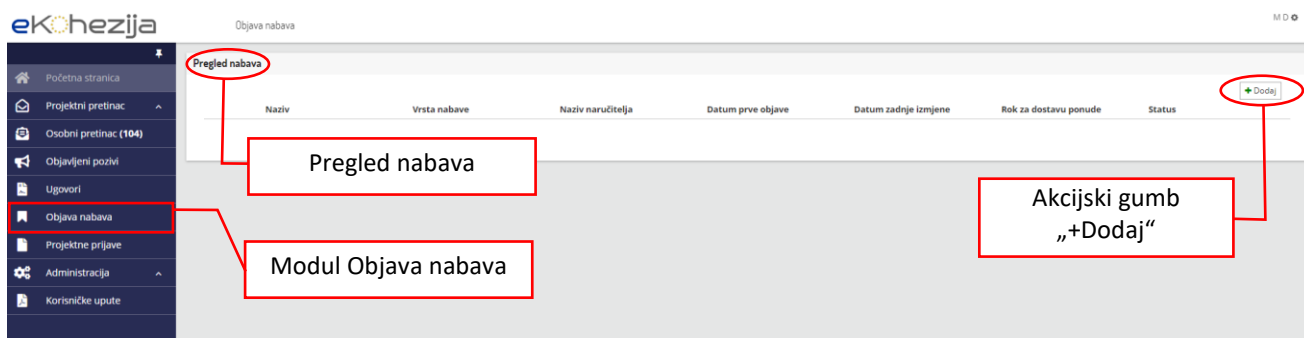 eKohezija
Objava nabava
M D
Početna stranica
Projektni pretinac
Osobni pretinac (104)
Objavljeni pozivi
Ugovori
Objava nabava
Projektne prijave
Administracija
Korisničke upute
Pregled nabava
+ Dodaj
Naziv Vrsta nabave Naziv naručitelja Datum prve objave Datum zadnje izmjene Rok za dostavu ponude Status
Pregled nabava
Modul Objava nabava
Akcijski gumb
„+Dodaj“